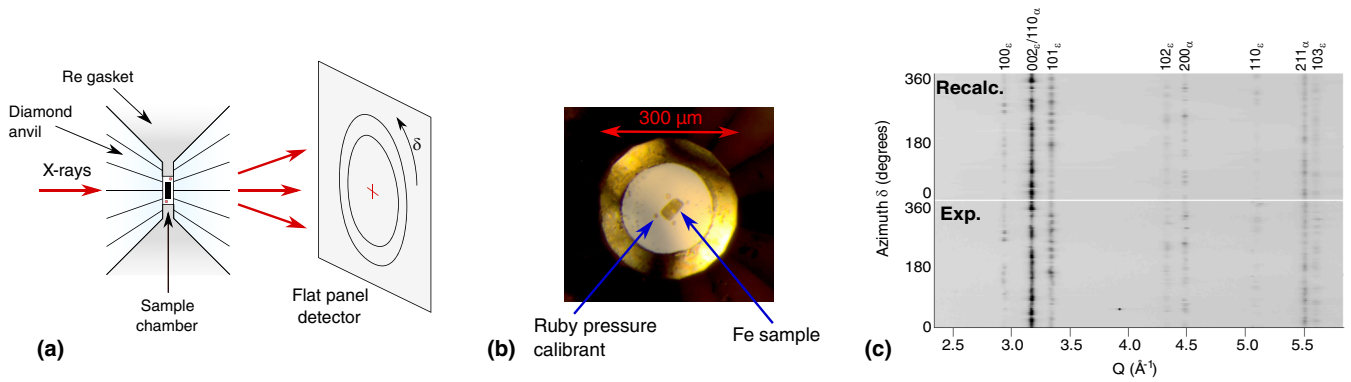 Re gasket
Diamond
anvil
X-rays
δ
Sample
chamber
Flat panel
detector
(a)
300 µm
Ruby pressure
calibrant
Fe sample
(b)
100ε
002ε/110α
101ε
102ε
200α
110ε
211α
103ε
Recalc.
Exp.
Azimuth δ (degrees)
360
180
0
360
180
0
2.5 3.0 3.5 4.0 4.5 5.0 5.5
Q (Å-1)
(c)